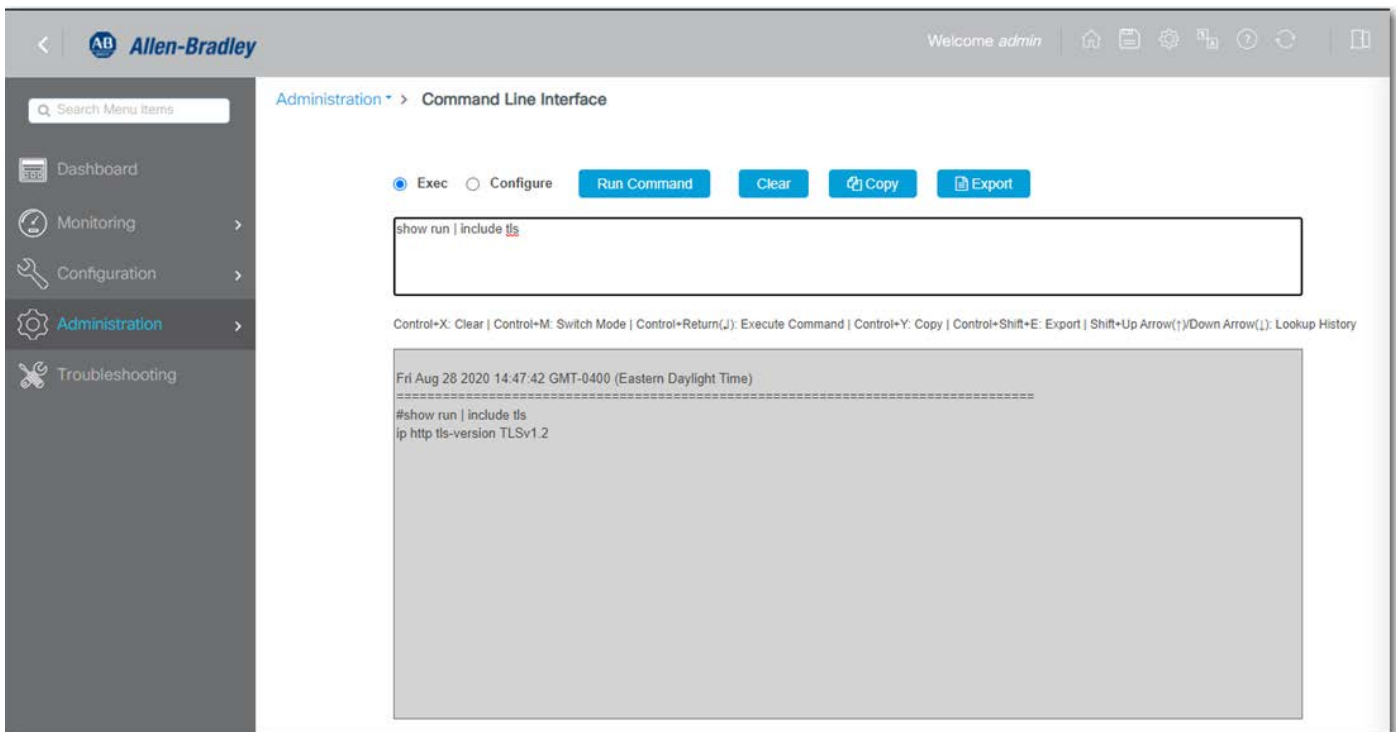 AB Allen-Bradley
Welcome admin
Search Menu Items
Administration > Command Line Interface
Dashboard
Monitoring
Configuration
Administration
Troubleshooting
Exec Configure Run Command Clear Copy Export
show run | include tls
Control+X: Clear | Control+M: Switch Mode | Control+Return(↲): Execute Command | Control+Y: Copy | Control+Shift+E: Export | Shift+Up Arrow(↑)/Down Arrow(↓): Lookup History
Fri Aug 28 2020 14:47:42 GMT-0400 (Eastern Daylight Time)
==================================================================================
#show run | include tls
ip http tls-version TLSv1.2